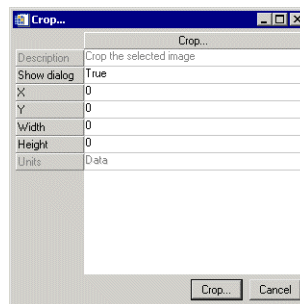 Crop...
Crop...
Description Crop the selected image
Show dialog True
X 0
Y 0
Width 0
Height 0
Units Data
Crop... Cancel